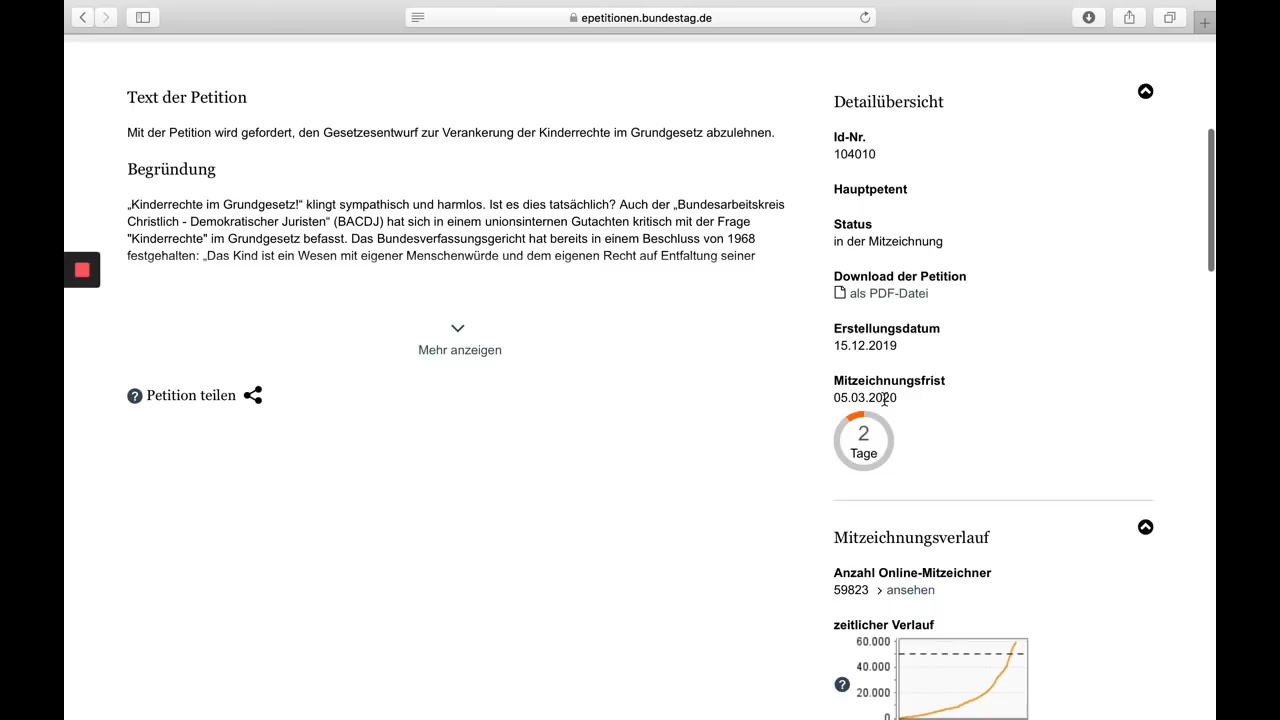 epetitionen.bundestag.de
Text der Petition
Mit der Petition wird gefordert, den Gesetzesentwurf zur Verankerung der Kinderrechte im Grundgesetz abzulehnen.
Begründung
„Kinderrechte im Grundgesetz!“ klingt sympathisch und harmlos. Ist es dies tatsächlich? Auch der „Bundesarbeitskreis
Christlich - Demokratischer Juristen“ (BACDJ) hat sich in einem unionsinternen Gutachten kritisch mit der Frage
"Kinderrechte" im Grundgesetz befasst. Das Bundesverfassungsgericht hat bereits in einem Beschluss von 1968
festgehalten: „Das Kind ist ein Wesen mit eigener Menschenwürde und dem eigenen Recht auf Entfaltung seiner
Mehr anzeigen
? Petition teilen
Detailübersicht
Id-Nr.
104010
Hauptpetent
Status
in der Mitzeichnung
Download der Petition
als PDF-Datei
Erstellungsdatum
15.12.2019
Mitzeichnungsfrist
05.03.2020
2
Tage
Mitzeichnungsverlauf
Anzahl Online-Mitzeichner
59823 › ansehen
zeitlicher Verlauf
60.000
40.000
?
20.000
0